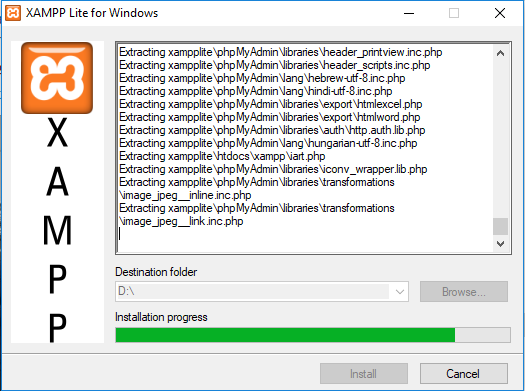 XAMPP Lite for Windows
X
A
M
P
P
Extracting xampplite\phpMyAdmin\libraries\header_printview.inc.php
Extracting xampplite\phpMyAdmin\libraries\header_scripts.inc.php
Extracting xampplite\phpMyAdmin\lang\hebrew-utf-8.inc.php
Extracting xampplite\phpMyAdmin\lang\hindi-utf-8.inc.php
Extracting xampplite\phpMyAdmin\libraries\export\htmlexcel.php
Extracting xampplite\phpMyAdmin\libraries\export\htmlword.php
Extracting xampplite\phpMyAdmin\libraries\auth\http.auth.lib.php
Extracting xampplite\phpMyAdmin\lang\hungarian-utf-8.inc.php
Extracting xampplite\htdocs\xampp\iart.php
Extracting xampplite\phpMyAdmin\libraries\iconv_wrapper.lib.php
Extracting xampplite\phpMyAdmin\libraries\transformations
\image_jpeg__inline.inc.php
Extracting xampplite\phpMyAdmin\libraries\transformations
\image_jpeg__link.inc.php
Destination folder
D:\
Browse...
Installation progress
Install
Cancel